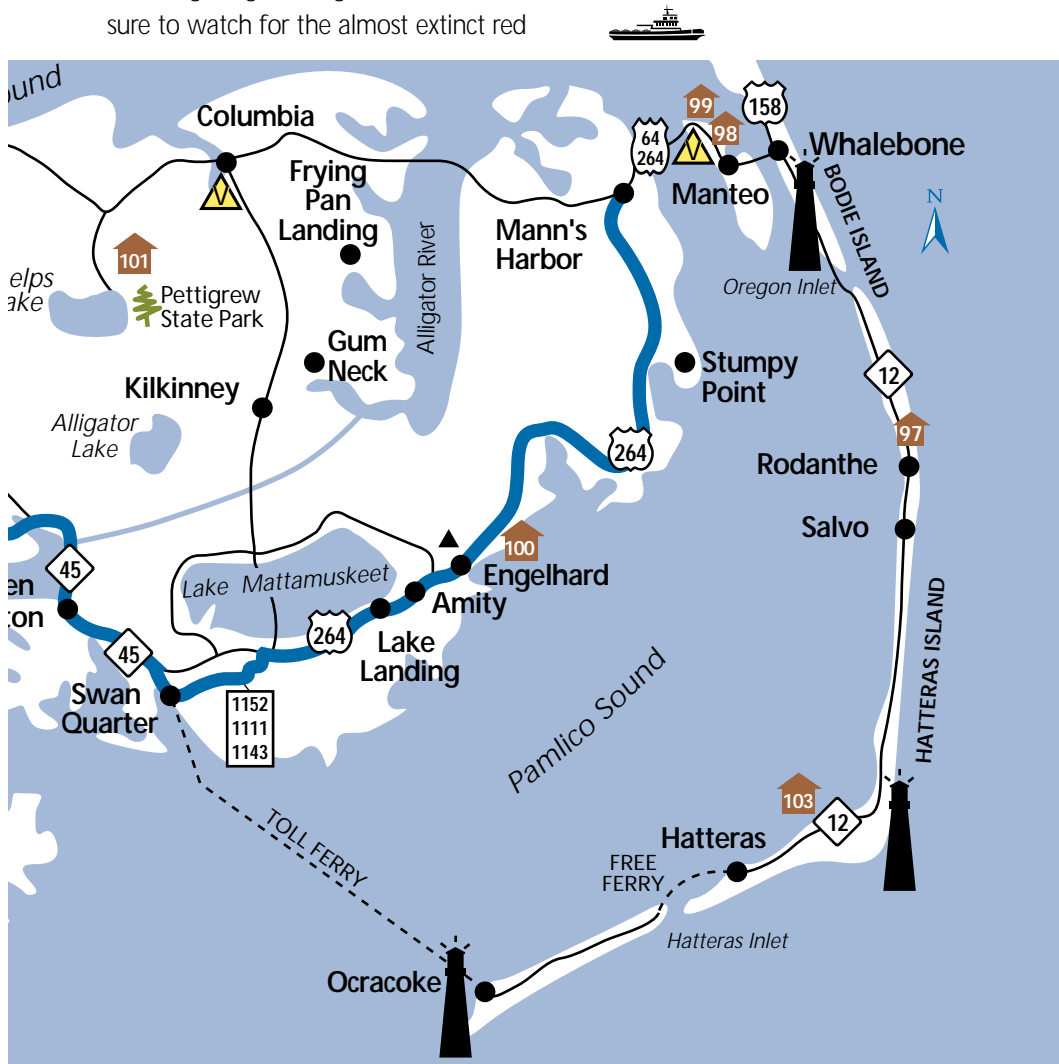 sure to watch for the almost extinct red
ound
Columbia
Frying
Pan
Landing
Alligator River
Mann's
Harbor
64
264
99
98
158
V
V
Manteo
Whalebone
BODIE ISLAND
N
Oregon Inlet
101
elps
ake
Pettigrew
State Park
Gum
Neck
Kilkinney
Alligator
Lake
Stumpy
Point
12
264
97
Rodanthe
Salvo
100
Engelhard
Amity
Lake Mattamuskeet
45
en
ton
45
264
Lake
Landing
Swan
Quarter
1152
1111
1143
Pamlico Sound
HATTERAS ISLAND
TOLL FERRY
103
12
Hatteras
FREE
FERRY
Hatteras Inlet
Ocracoke